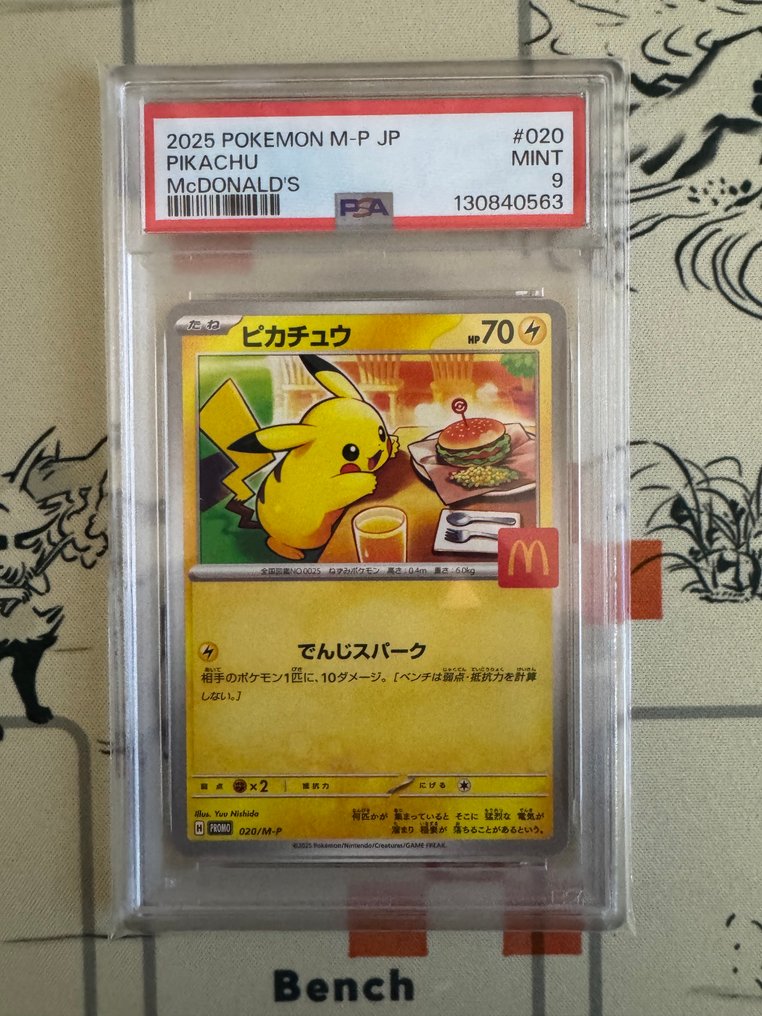 2025 POKEMON M-P JP #020
PIKACHU MINT
McDONALD'S 9
PSA 130840563
たね ピカチュウ HP70
M
全国図鑑NO.0025 ねずみポケモン 高さ:0.4m 重さ:6.0kg
でんじスパーク
相手のポケモン1匹に、10ダメージ。[ベンチは弱点・抵抗力を計算
しない。]
弱点 ×2 抵抗力 にげる
illus. Yuu Nishida
何匹かが 集まっていると そこに 猛烈な 電気が
H PROMO 020/M-P
溜まり 稲妻が 落ちることがあるという。
©2025 Pokémon/Nintendo/Creatures/GAME FREAK.
Bench